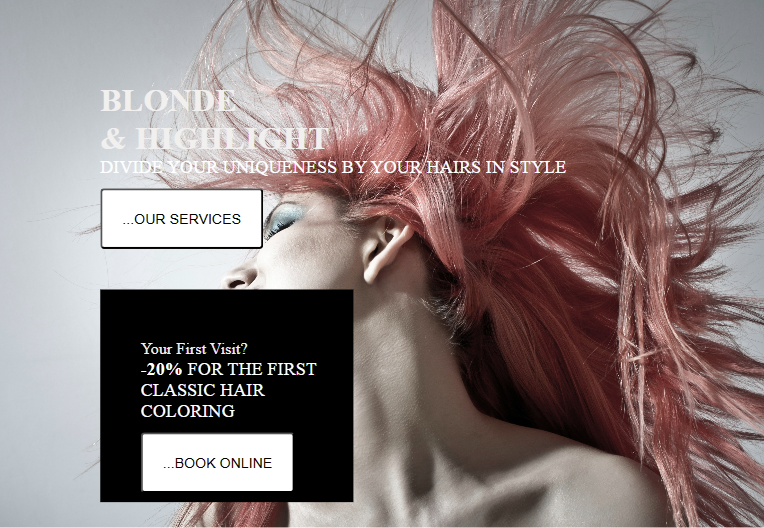 BLONDE
& HIGHLIGHT
DIVIDE YOUR UNIQUENESS BY YOUR HAIRS IN STYLE
...OUR SERVICES
Your First Visit?
-20% FOR THE FIRST
CLASSIC HAIR
COLORING
...BOOK ONLINE